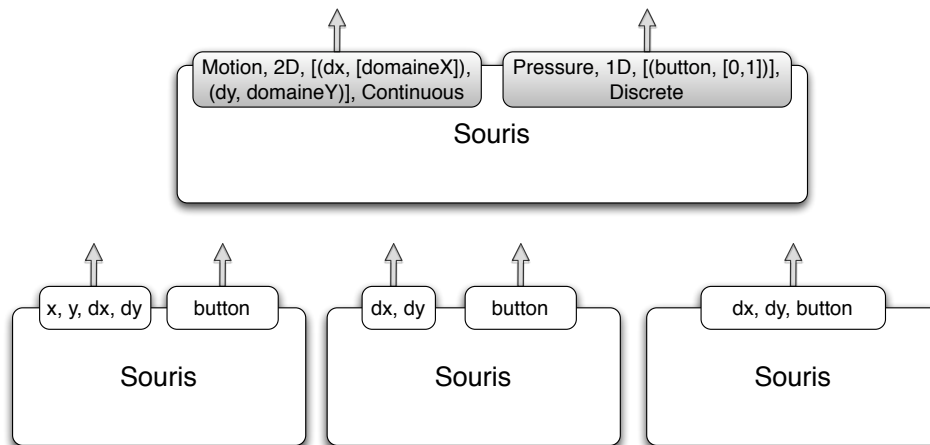 Motion, 2D, [(dx, [domaineX]),
(dy, domaineY)], Continuous
Pressure, 1D, [(button, [0,1])],
Discrete
Souris
x, y, dx, dy
button
Souris
dx, dy
button
Souris
dx, dy, button
Souris